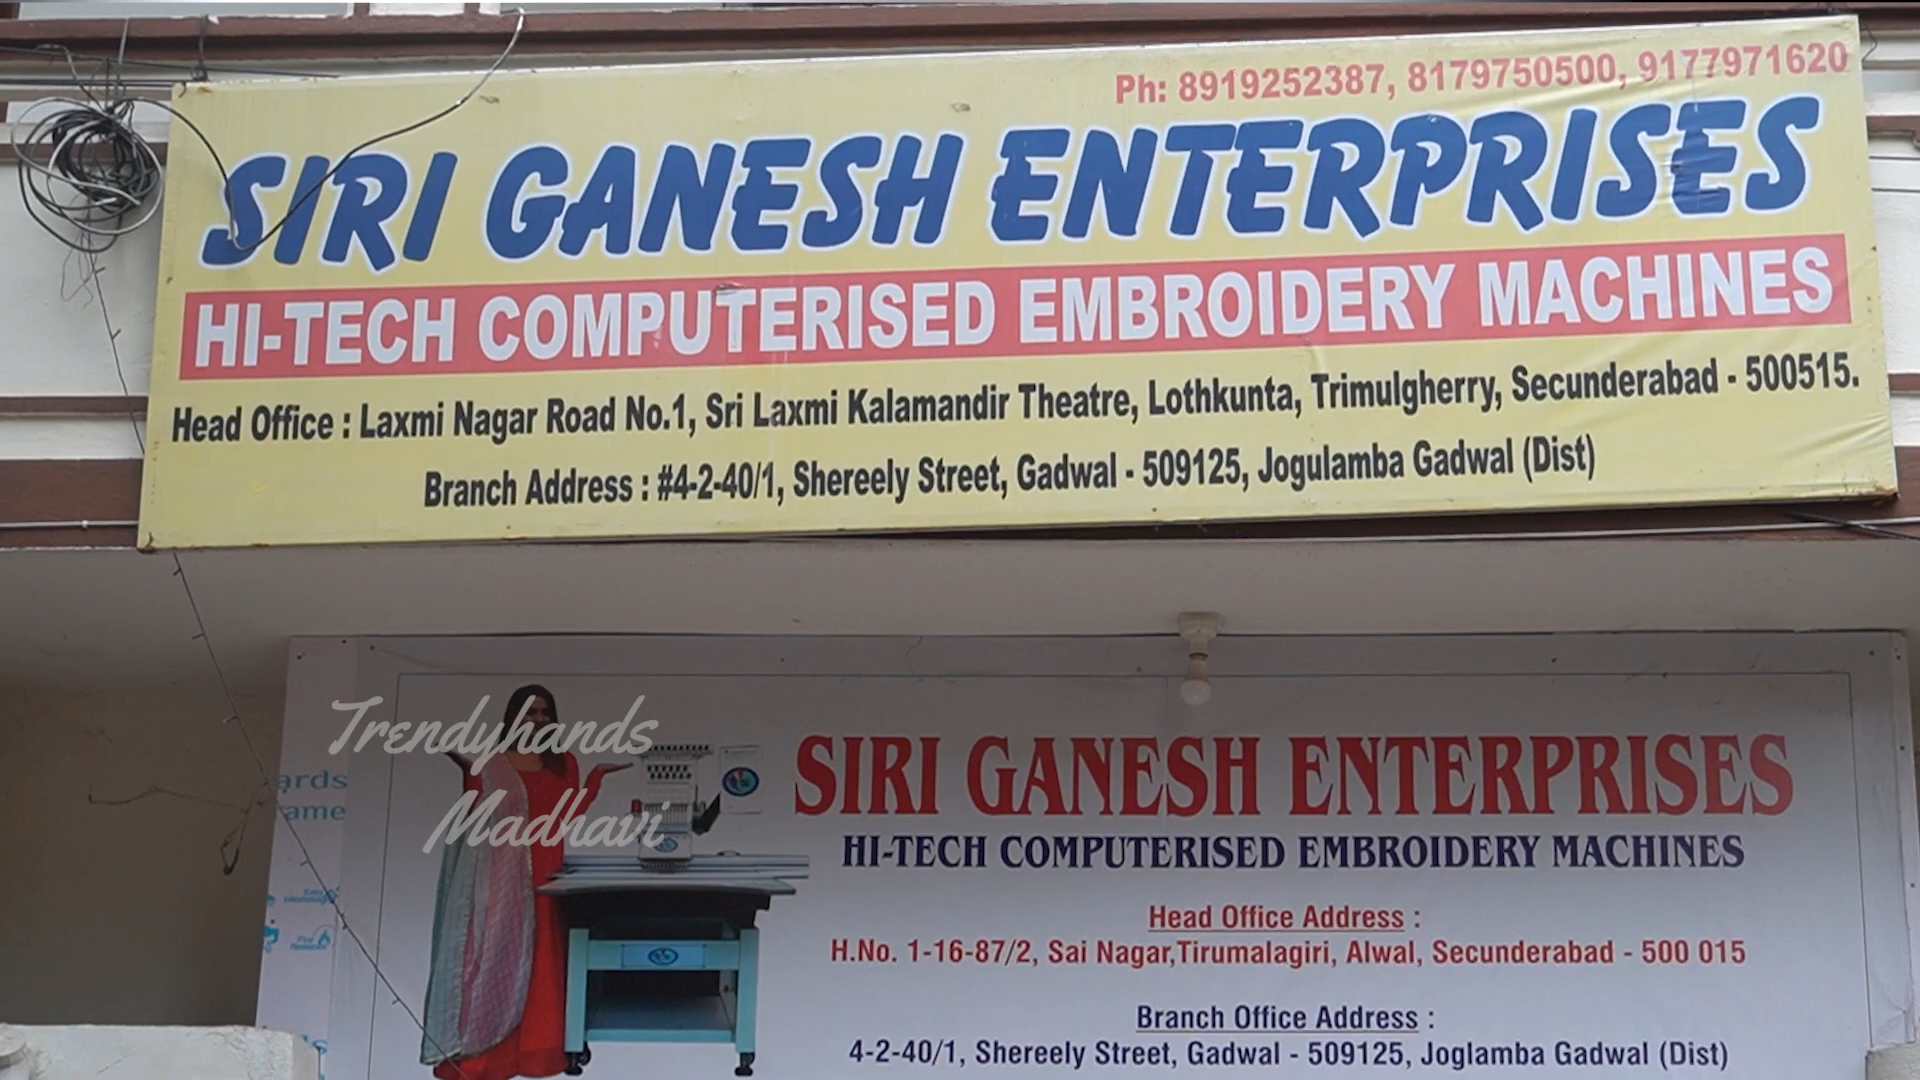 Ph: 8919252387, 8179750500, 9177971620
SIRI GANESH ENTERPRISES
HI-TECH COMPUTERISED EMBROIDERY MACHINES
Head Office : Laxmi Nagar Road No.1, Sri Laxmi Kalamandir Theatre, Lothkunta, Trimulgherry, Secunderabad - 500515.
Branch Address : #4-2-40/1, Shereely Street, Gadwal - 509125, Jogulamba Gadwal (Dist)
Trendyhands
Madhavi
ards
ame
SIRI GANESH ENTERPRISES
HI-TECH COMPUTERISED EMBROIDERY MACHINES
Head Office Address :
H.No. 1-16-87/2, Sai Nagar,Tirumalagiri, Alwal, Secunderabad - 500 015
Branch Office Address :
4-2-40/1, Shereely Street, Gadwal - 509125, Joglamba Gadwal (Dist)